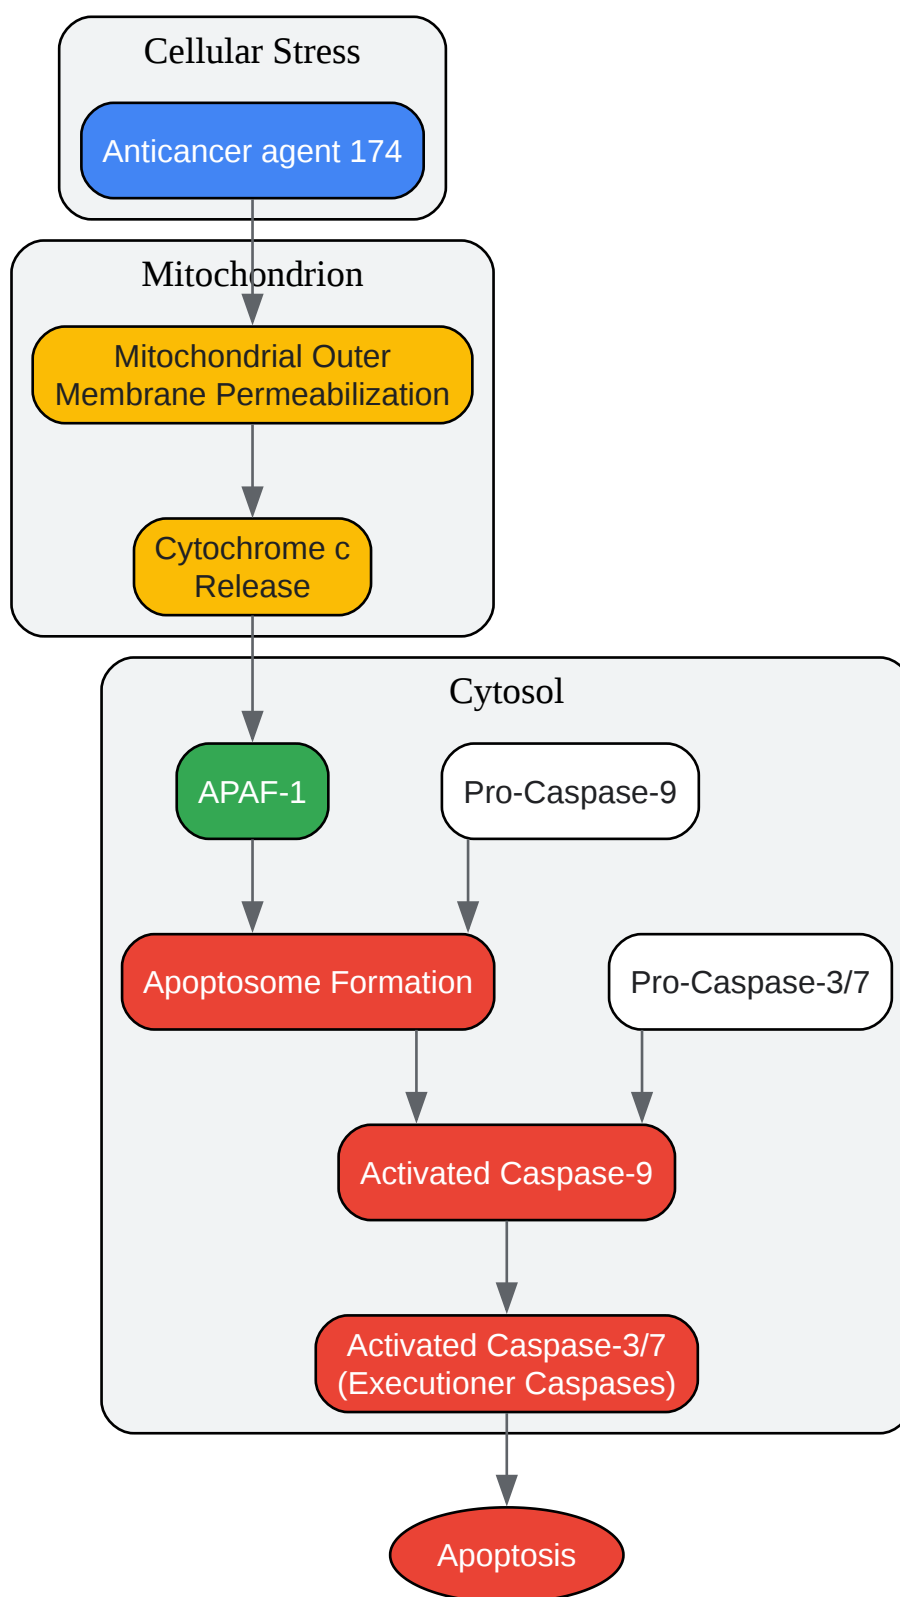 Cellular Stress
Anticancer agent 174
Mitochondrion
Mitochondrial Outer
Membrane Permeabilization
Cytochrome c
Release
Cytosol
APAF-1
Pro-Caspase-9
Apoptosome Formation
Pro-Caspase-3/7
Activated Caspase-9
Activated Caspase-3/7
(Executioner Caspases)
Apoptosis